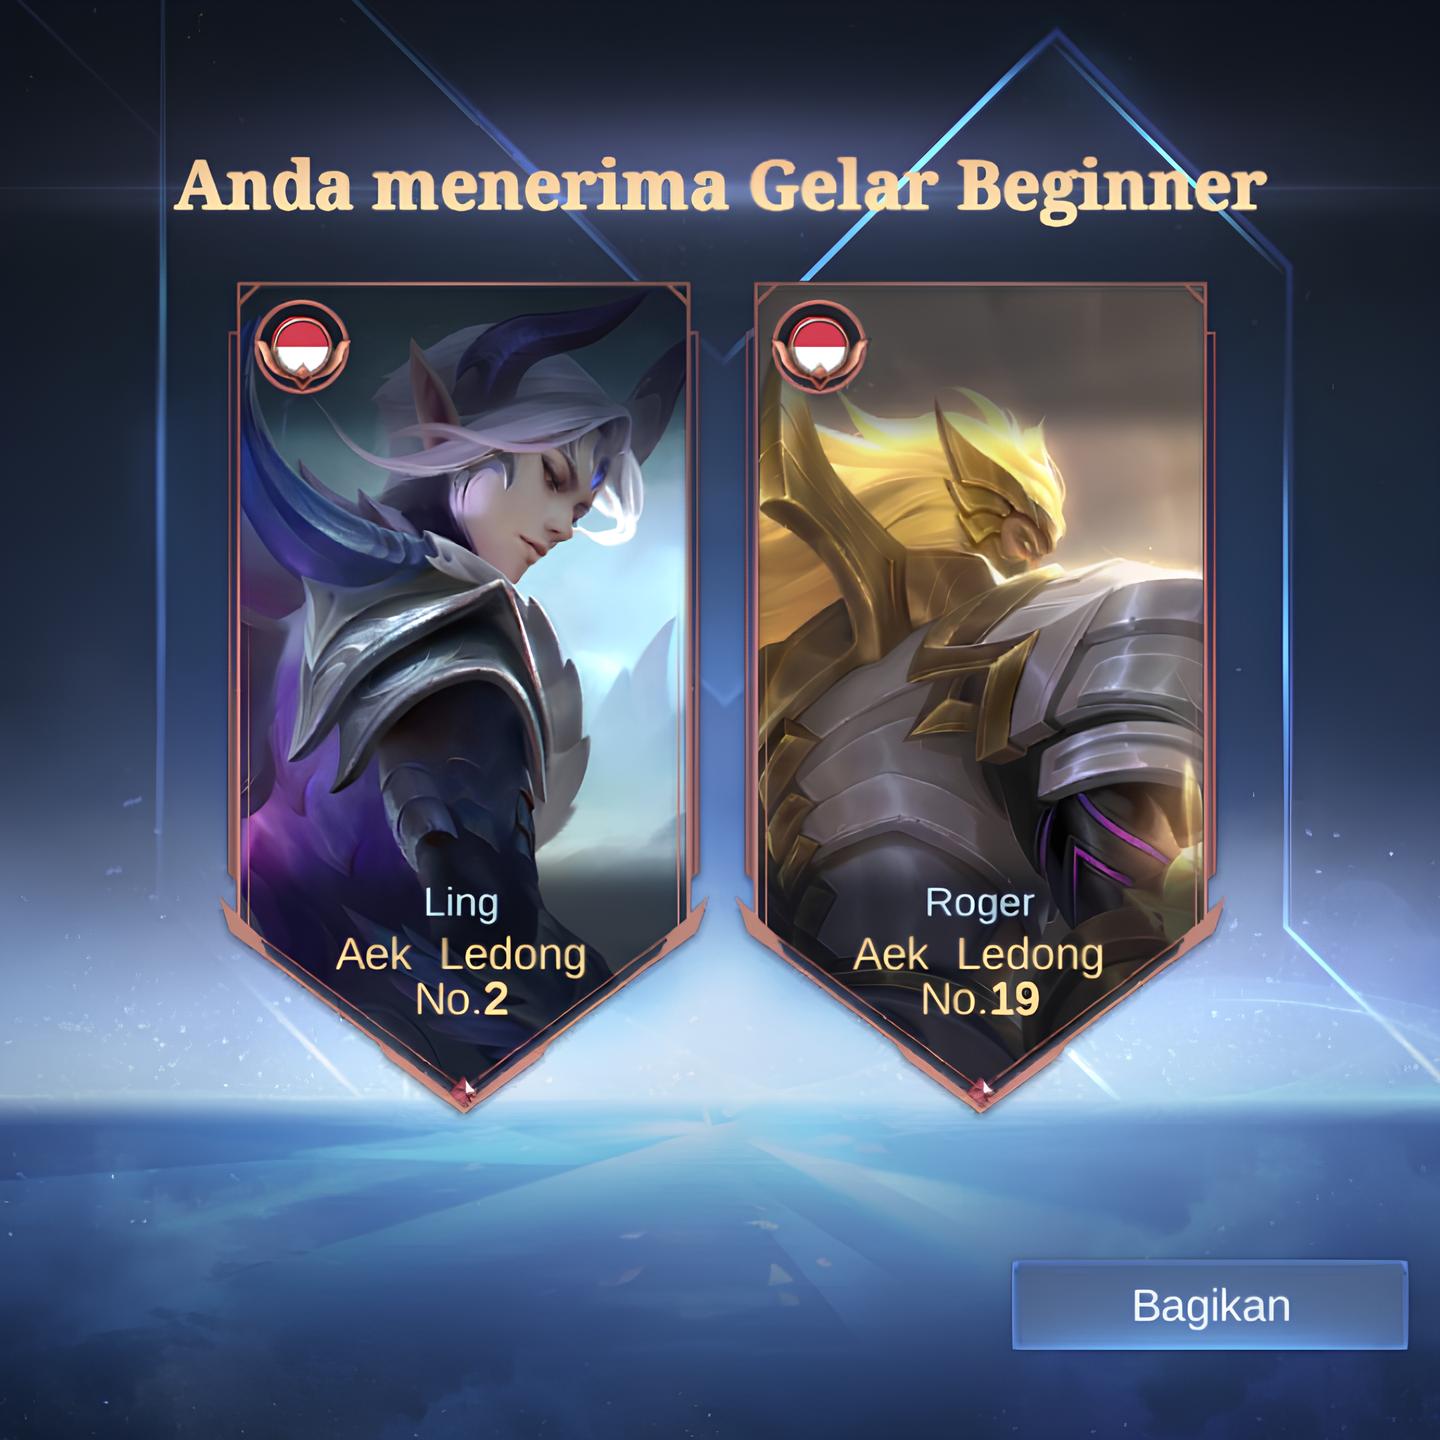 Anda menerima Gelar Beginner
Ling
Aek Ledong
No.2
Roger
Aek Ledong
No.19
Bagikan